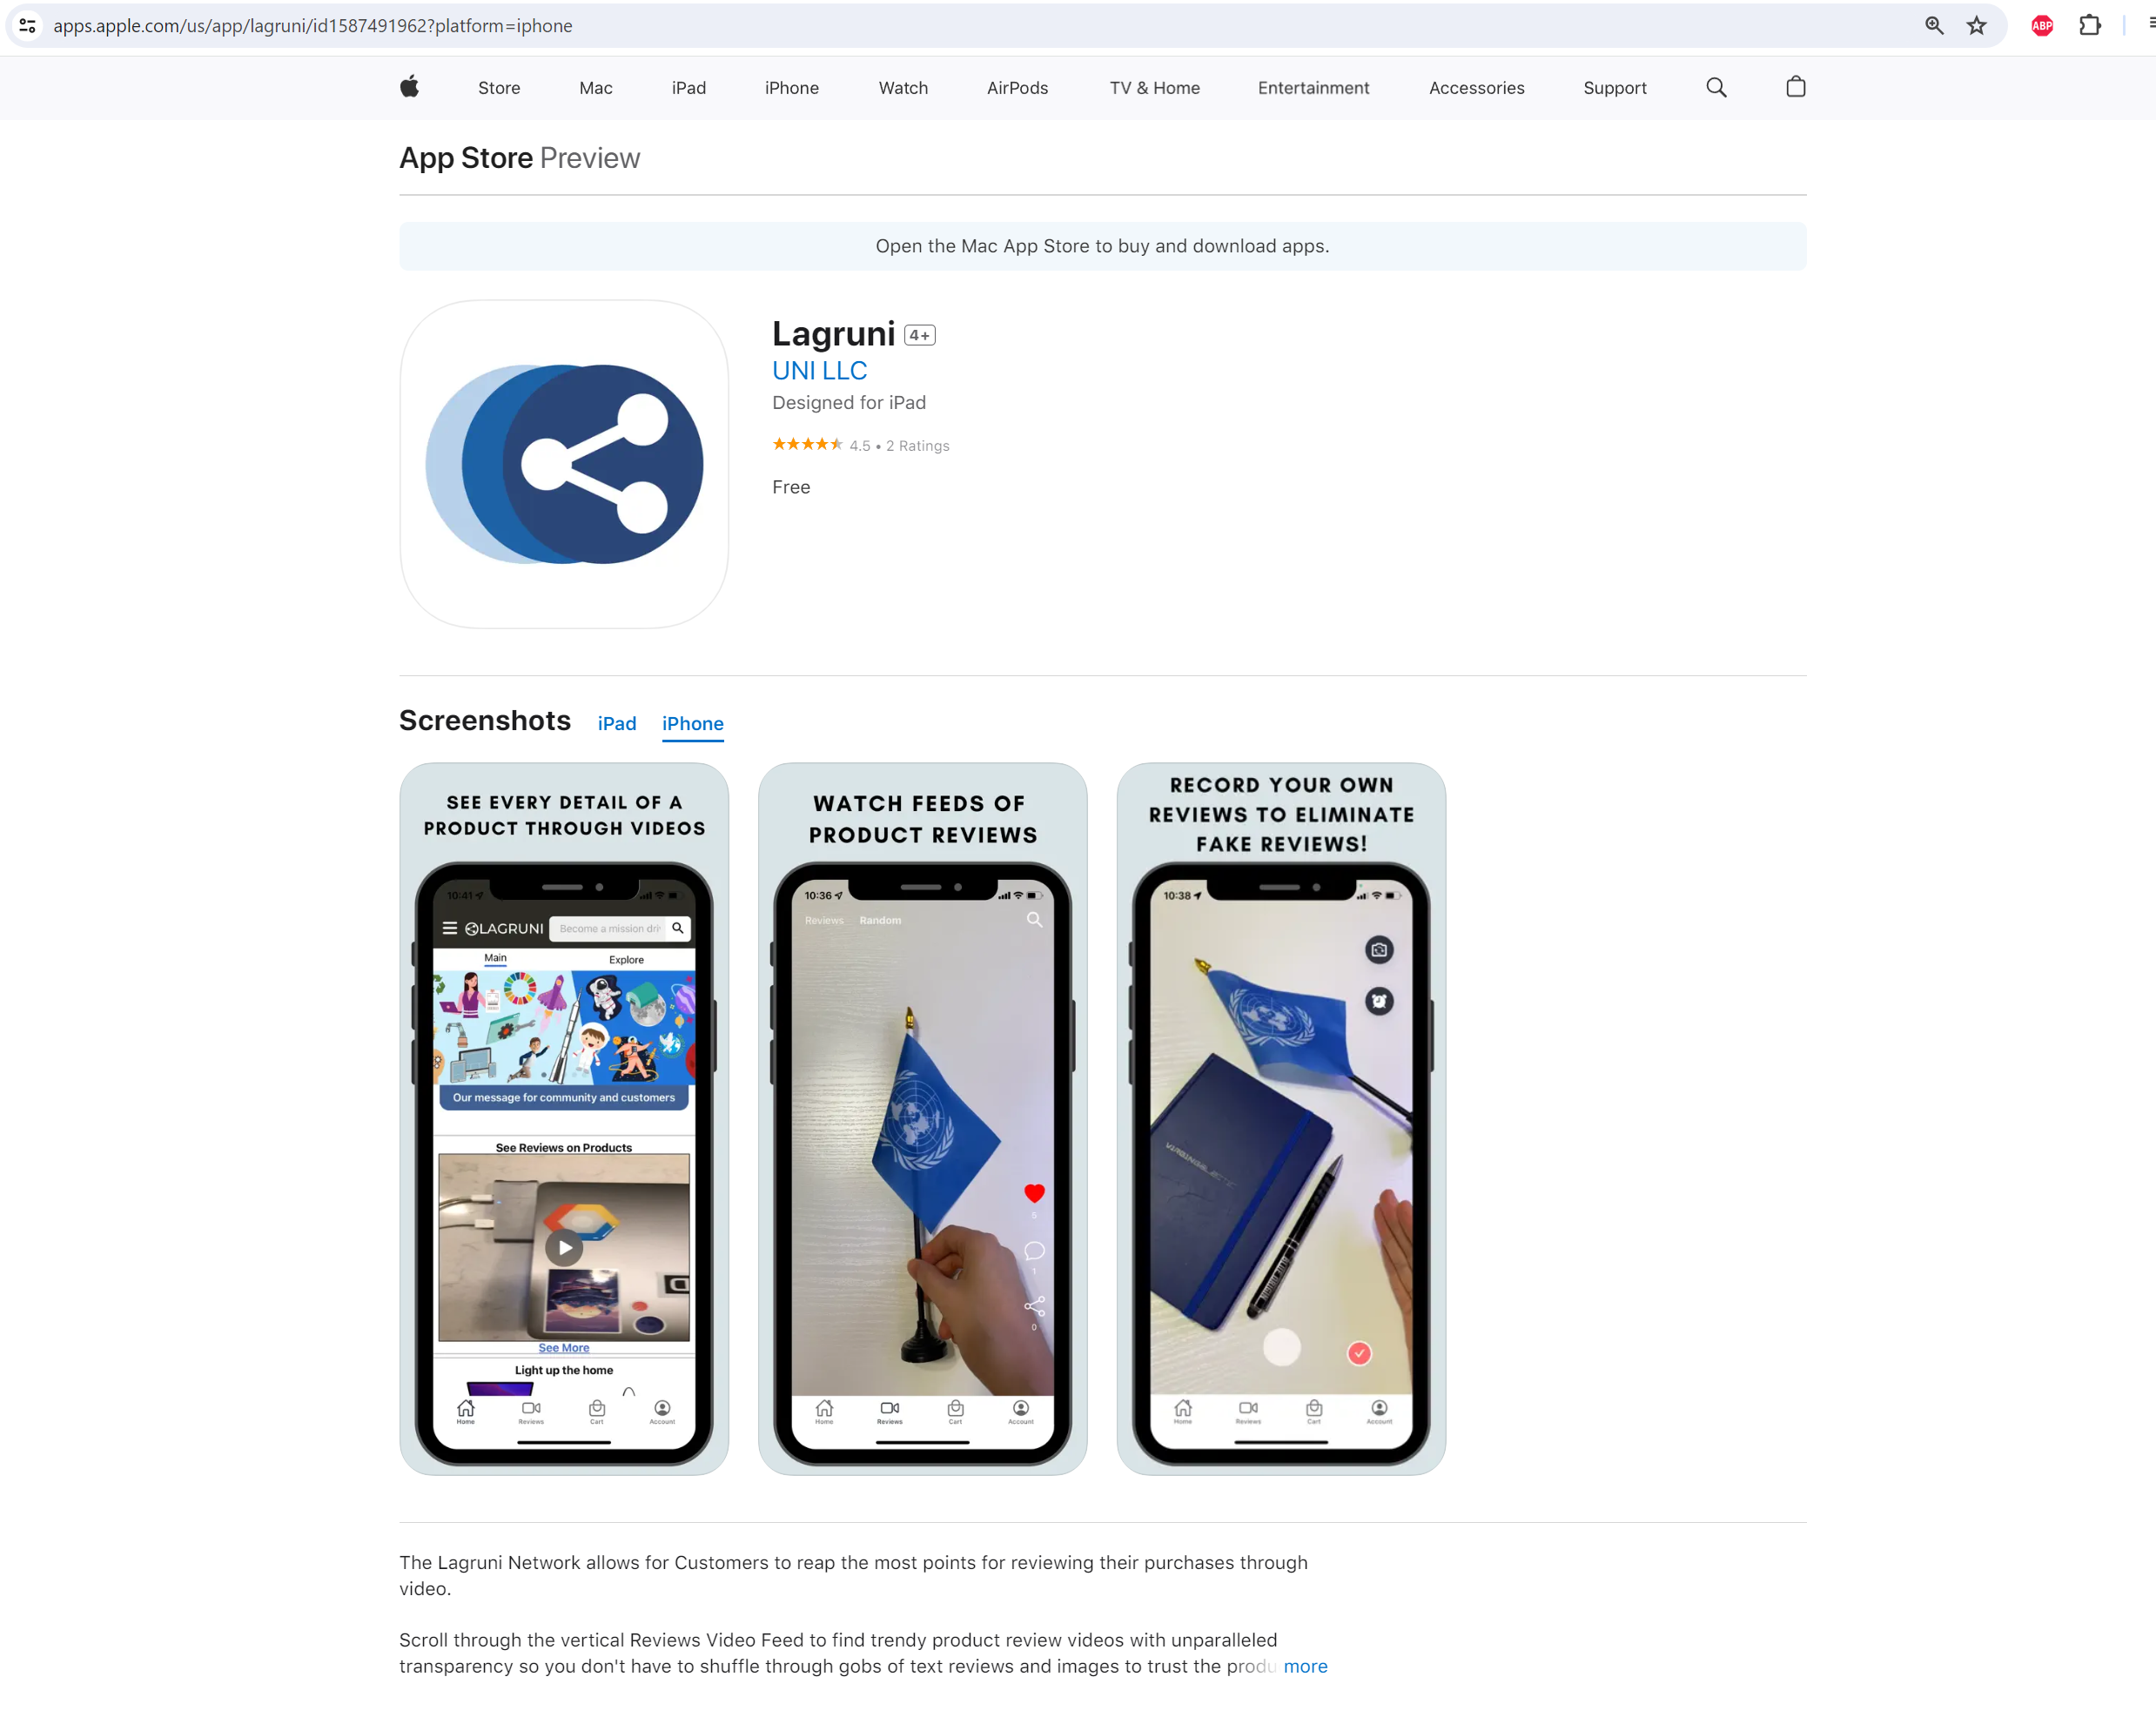 apps.apple.com/us/app/lagruni/id1587491962?platform=iphone
ABP
Store Mac iPad iPhone Watch AirPods TV & Home Entertainment Accessories Support
App Store Preview
Open the Mac App Store to buy and download apps.
Lagruni 4+
UNI LLC
Designed for iPad
4.5 • 2 Ratings
Free
Screenshots iPad iPhone
SEE EVERY DETAIL OF A
PRODUCT THROUGH VIDEOS
10:41
LAGRUNI Become a mission dri
Main Explore
Our message for community and customers
See Reviews on Products
See More
Light up the home
Home Reviews Cart Account
WATCH FEEDS OF
PRODUCT REVIEWS
10:36
Reviews Random
5
1
0
Home Reviews Cart Account
RECORD YOUR OWN
REVIEWS TO ELIMINATE
FAKE REVIEWS!
10:38
Home Reviews Cart Account
The Lagruni Network allows for Customers to reap the most points for reviewing their purchases through
video.
Scroll through the vertical Reviews Video Feed to find trendy product review videos with unparalleled
transparency so you don't have to shuffle through gobs of text reviews and images to trust the produ more